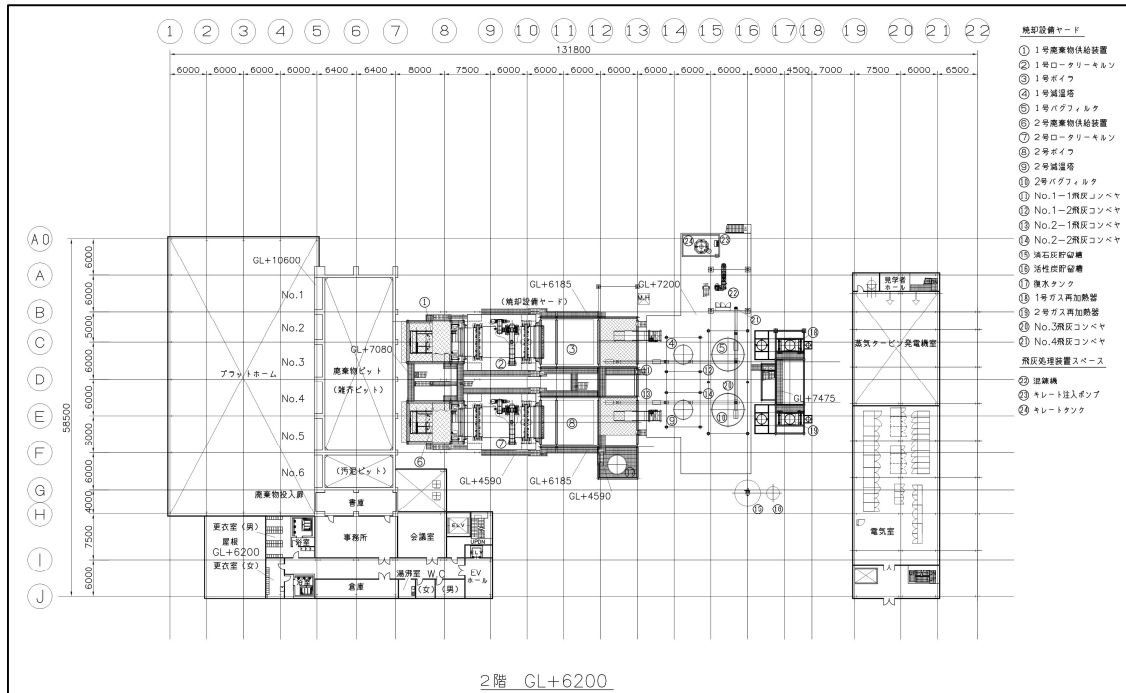 1 2 3 4 5 6 7 8 9 10 11 12 13 14 15 16 17 18 19 20 21 22
131800
6000 6000 6000 6000 6400 6400 8000 7500 6000 6000 6000 6000 6000 6000 6000 6000 4500 7000 7500 6000 6500
焼却設備ヤード
① 1号廃棄物供給装置
② 1号ロータリーキルン
③ 1号ボイラ
④ 1号減温塔
⑤ 1号バグフィルタ
⑥ 2号廃棄物供給装置
⑦ 2号ロータリーキルン
⑧ 2号ボイラ
⑨ 2号減温塔
⑩ 2号バグフィルタ
⑪ No.1-1飛灰コンベヤ
⑫ No.1-2飛灰コンベヤ
⑬ No.2-1飛灰コンベヤ
⑭ No.2-2飛灰コンベヤ
⑮ 消石灰貯留槽
⑯ 活性炭貯留槽
⑰ 復水タンク
⑱ 1号ガス再加熱器
⑲ 2号ガス再加熱器
⑳ No.3飛灰コンベヤ
㉑ No.4飛灰コンベヤ
飛灰処理装置スペース
㉒ 混練機
㉓ キレート注入ポンプ
㉔ キレートタンク
A0
A
B
C
D
E
F
G
H
I
J
58500
6000
6000
5000
6000
6000
6000
4000
7500
6000
GL+10600
No.1
No.2
No.3
No.4
No.5
No.6
プラットホーム
廃棄物ピット
(雑芥ピット)
(汚泥ピット)
廃棄物投入扉
GL+7080
GL+6185
GL+7200
(焼却設備ヤード)
① ② ③ ④ ⑤ ⑥ ⑦ ⑧ ⑨ ⑩
㉔ ㉓ ㉒ ㉑ ⑱ ⑲
GL+4590
GL+6185
GL+4590
GL+7475
見学者
ホール
蒸気タービン発電機室
電気室
書庫
更衣室(男)
浴室
屋根
GL+6200
更衣室(女)
浴室
事務所
会議室
倉庫
湯沸室
W.C
(女)
(男)
EV
ホール
2階 GL+6200